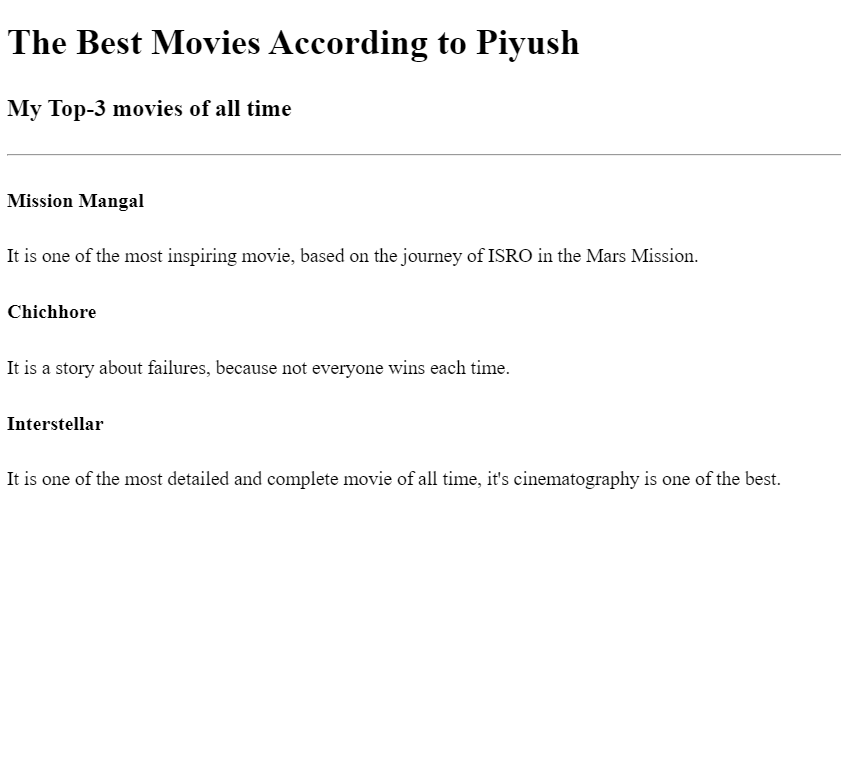 The Best Movies According to Piyush
My Top-3 movies of all time
Mission Mangal
It is one of the most inspiring movie, based on the journey of ISRO in the Mars Mission.
Chichhore
It is a story about failures, because not everyone wins each time.
Interstellar
It is one of the most detailed and complete movie of all time, it's cinematography is one of the best.